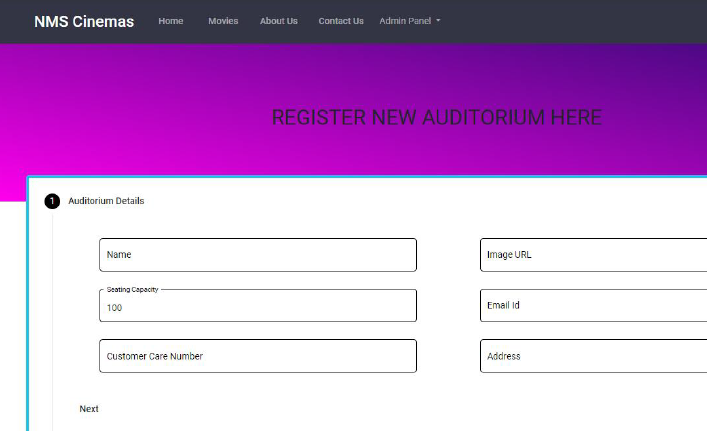 NMS Cinemas Home Movies About Us Contact Us Admin Panel
REGISTER NEW AUDITORIUM HERE
1 Auditorium Details
Name Image URL
Seating Capacity
100 Email Id
Customer Care Number Address
Next